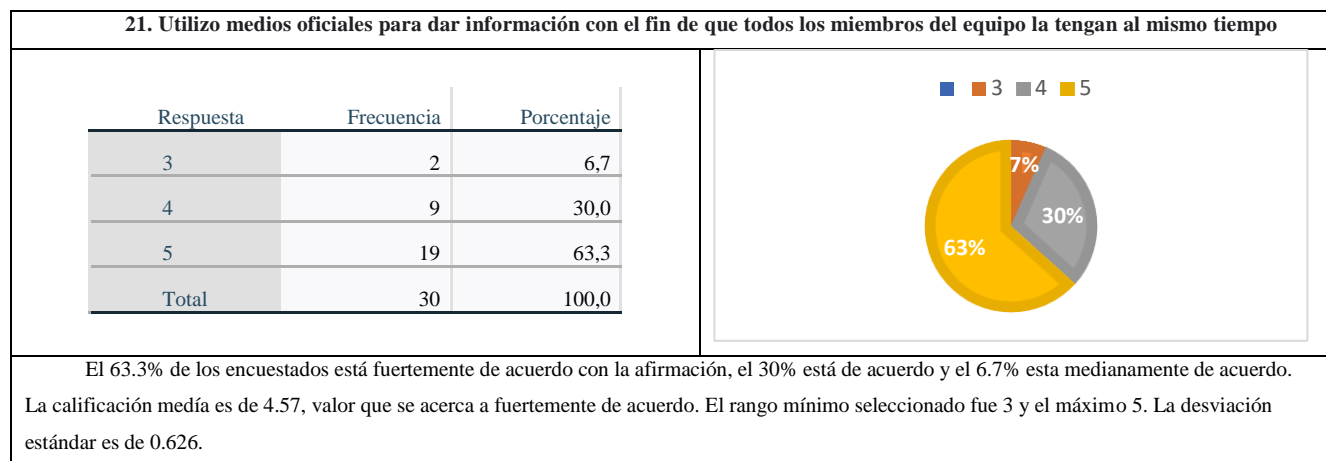 21. Utilizo medios oficiales para dar información con el fin de que todos los miembros del equipo la tengan al mismo tiempo
Respuesta Frecuencia Porcentaje
3 2 6,7
4 9 30,0
5 19 63,3
Total 30 100,0
3 4 5
7%
30%
63%
El 63.3% de los encuestados está fuertemente de acuerdo con la afirmación, el 30% está de acuerdo y el 6.7% esta medianamente de acuerdo.
La calificación medía es de 4.57, valor que se acerca a fuertemente de acuerdo. El rango mínimo seleccionado fue 3 y el máximo 5. La desviación
estándar es de 0.626.